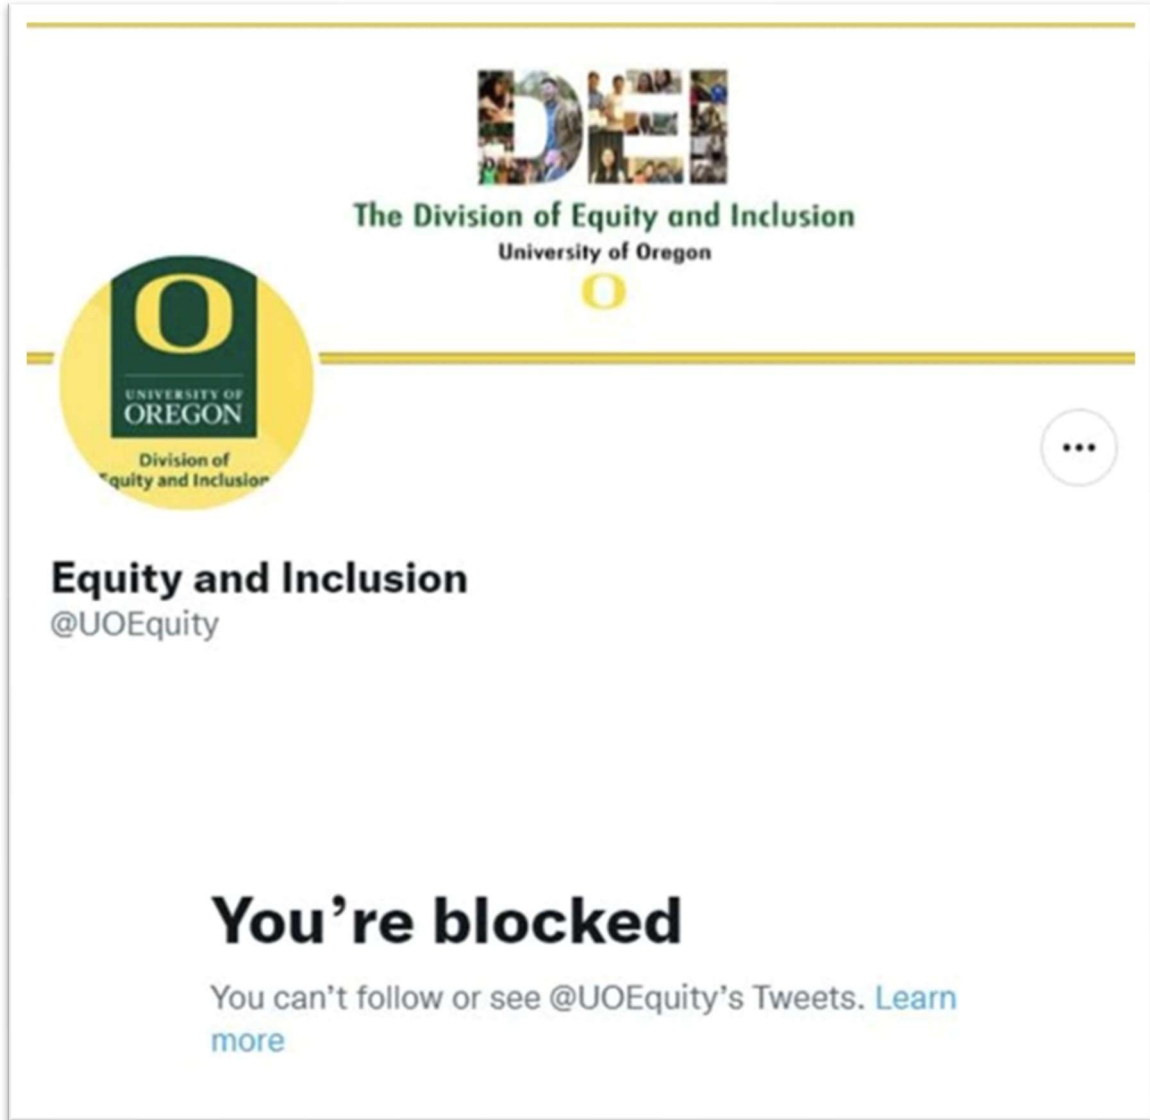 DEI
The Division of Equity and Inclusion
University of Oregon
O
O
UNIVERSITY OF
OREGON
Division of
quity and Inclusion
Equity and Inclusion
@UOEquity
You’re blocked
You can’t follow or see @UOEquity’s Tweets. Learn
more